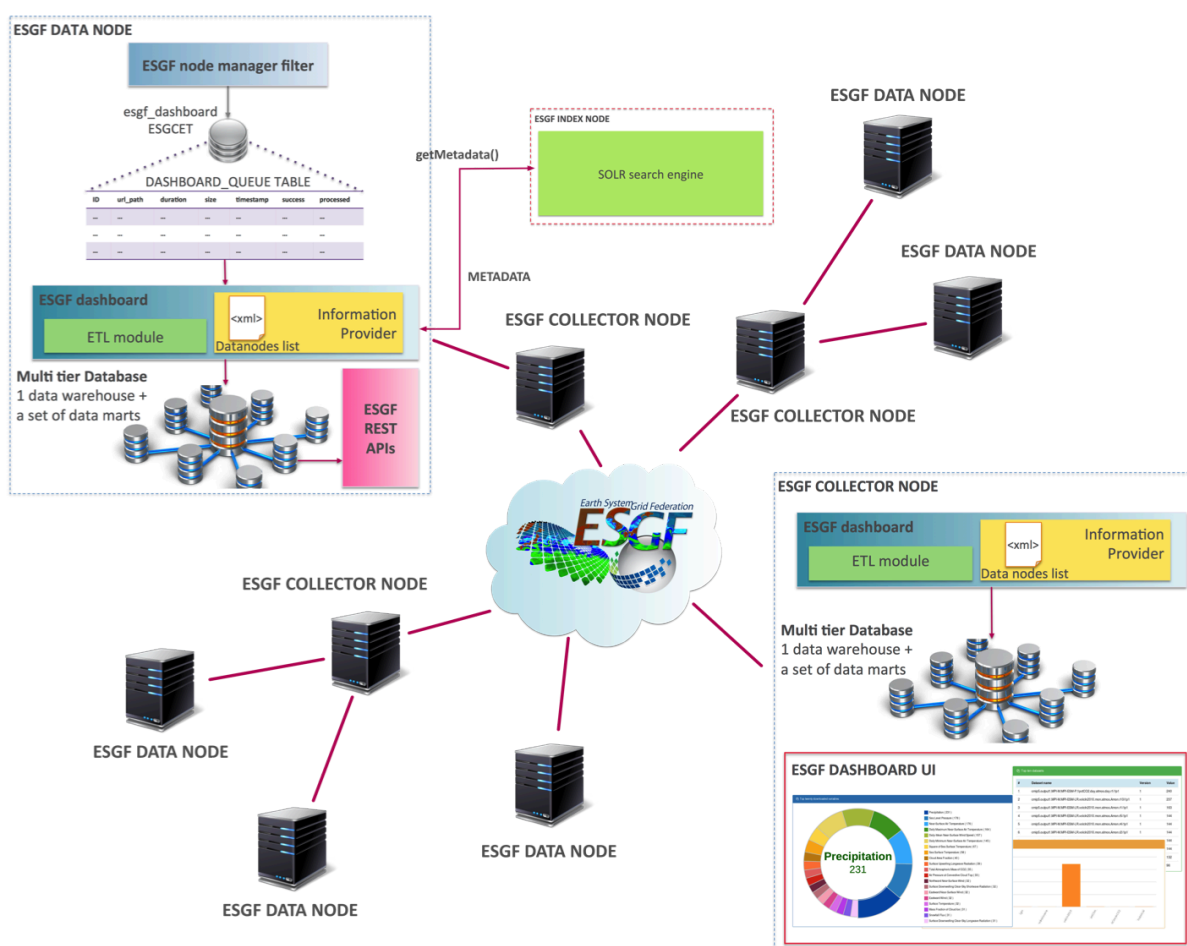 ESGF DATA NODE
ESGF node manager filter
esgf_dashboard
ESGCET
DASHBOARD_QUEUE TABLE
ID url_path duration size timestamp success processed
... ... ... ... ... ... ...
... ... ... ... ... ... ...
... ... ... ... ... ... ...
ESGF dashboard
ETL module
<xml>
Datanodes list
Information
Provider
Multi tier Database
1 data warehouse +
a set of data marts
ESGF
REST
APIs
getMetadata()
METADATA
ESGF INDEX NODE
SOLR search engine
ESGF DATA NODE
ESGF DATA NODE
ESGF COLLECTOR NODE
ESGF COLLECTOR NODE
Earth System Grid Federation
ESGF
ESGF COLLECTOR NODE
ESGF DATA NODE
ESGF DATA NODE
ESGF DATA NODE
ESGF COLLECTOR NODE
ESGF dashboard
ETL module
<xml>
Data nodes list
Information
Provider
Multi tier Database
1 data warehouse +
a set of data marts
ESGF DASHBOARD UI
Precipitation
231
# Dataset name Version Value